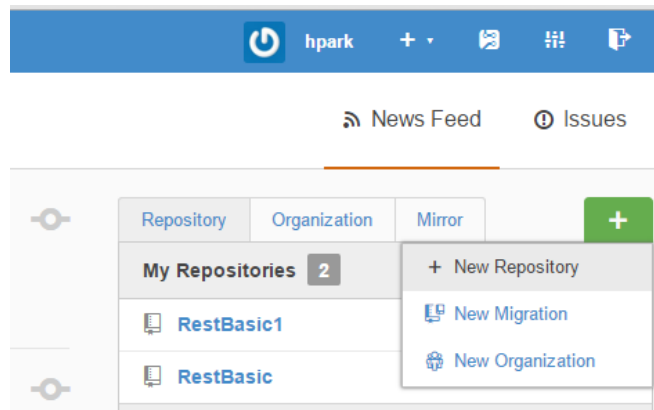 hpark
News Feed Issues
Repository Organization Mirror
My Repositories 2
+ New Repository
RestBasic1
New Migration
RestBasic
New Organization